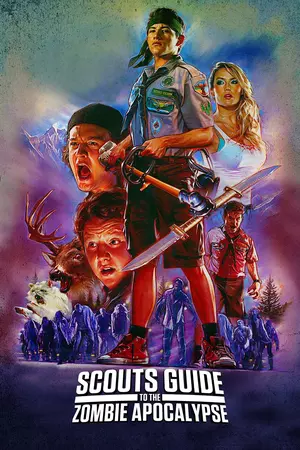 SCOUTS GUIDE
TO THE
ZOMBIE APOCALYPSE